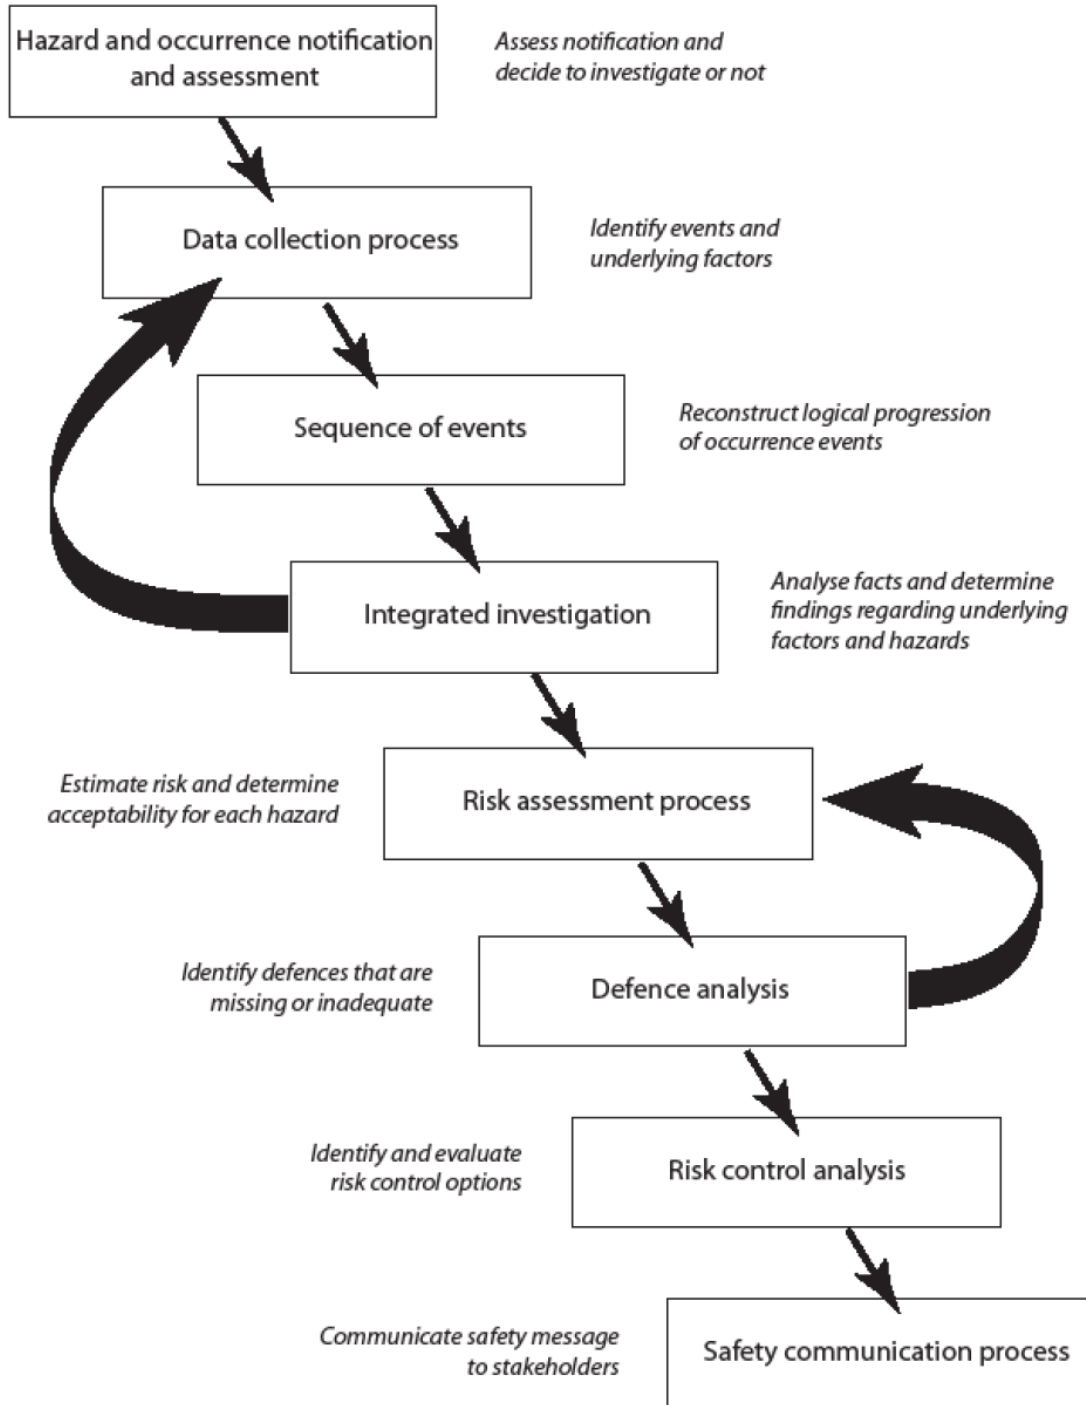 Hazard and occurrence notification
and assessment
Assess notification and
decide to investigate or not
Data collection process
Identify events and
underlying factors
Sequence of events
Reconstruct logical progression
of occurrence events
Integrated investigation
Analyse facts and determine
findings regarding underlying
factors and hazards
Estimate risk and determine
acceptability for each hazard
Risk assessment process
Identify defences that are
missing or inadequate
Defence analysis
Identify and evaluate
risk control options
Risk control analysis
Communicate safety message
to stakeholders
Safety communication process